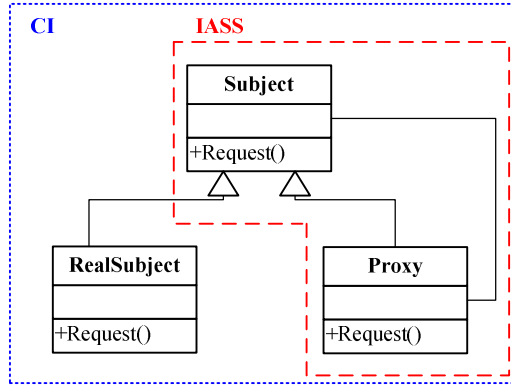 CI
IASS
Subject
+Request()
RealSubject
+Request()
Proxy
+Request()